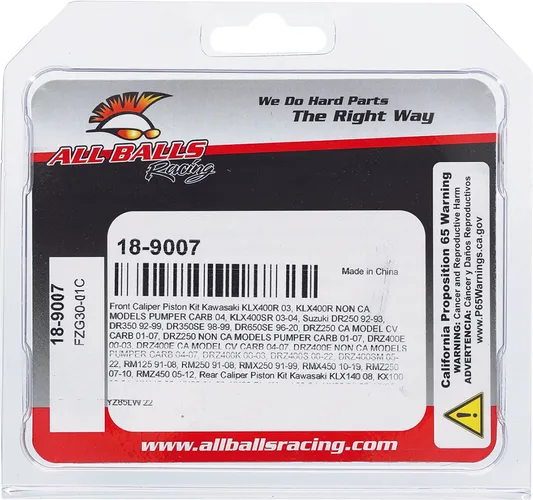 We Do Hard Parts
The Right Way
ALL BALLS
Racing
18-9007
Made in China
Front Caliper Piston Kit Kawasaki KLX400R 03, KLX400R NON CA
MODELS PUMPER CARB 04, KLX400SR 03-04, Suzuki DR250 92-93,
DR350 92-99, DR350SE 98-99, DR650SE 96-20, DRZ250 CA MODEL CV
CARB 01-07, DRZ250 NON CA MODELS PUMPER CARB 01-07, DRZ400E
00-03, DRZ400E CA MODEL CV CARB 04-07, DRZ400E NON CA MODELS
PUMPER CARB 04-07, DRZ400K 00-03, DRZ400S 00-22, DRZ400SM 05-
22, RM125 91-08, RM250 91-08, RMX250 91-99, RMX450 10-19, RMZ250
07-10, RMZ450 05-12, Rear Caliper Piston Kit Kawasaki KLX140 08, KX100
YZ85LW 22
18-9007
FZG30-01C
California Proposition 65 Warning
WARNING: Cancer and Reproductive Harm
ADVERTENCIA: Cáncer y Daños Reproductivos
www.P65Warnings.ca.gov
www.allballsracing.com